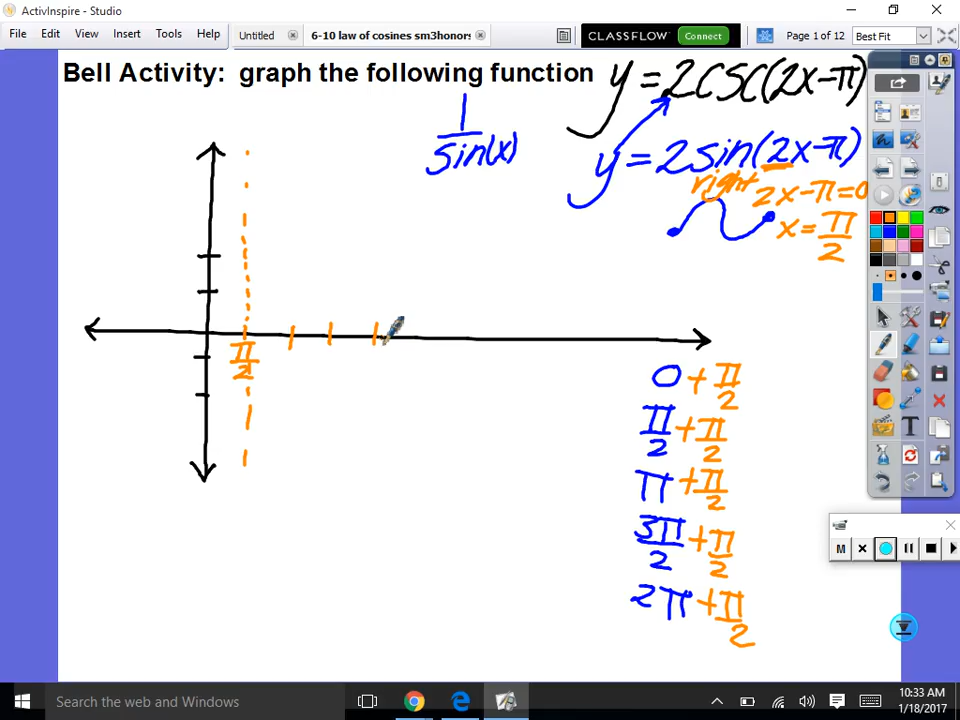 ActivInspire - Studio
File Edit View Insert Tools Help Untitled 6-10 law of cosines sm3honors CLASSFLOW Connect Page 1 of 12 Best Fit
Bell Activity: graph the following function
y = 2csc(2x-π)
1/sin(x)
y = 2sin(2x-π)
right 2x-π=0
x = π/2
π/2
0 + π/2
π/2 + π/2
π + π/2
3π/2 + π/2
2π + π/2
M
Search the web and Windows
10:33 AM
1/18/2017